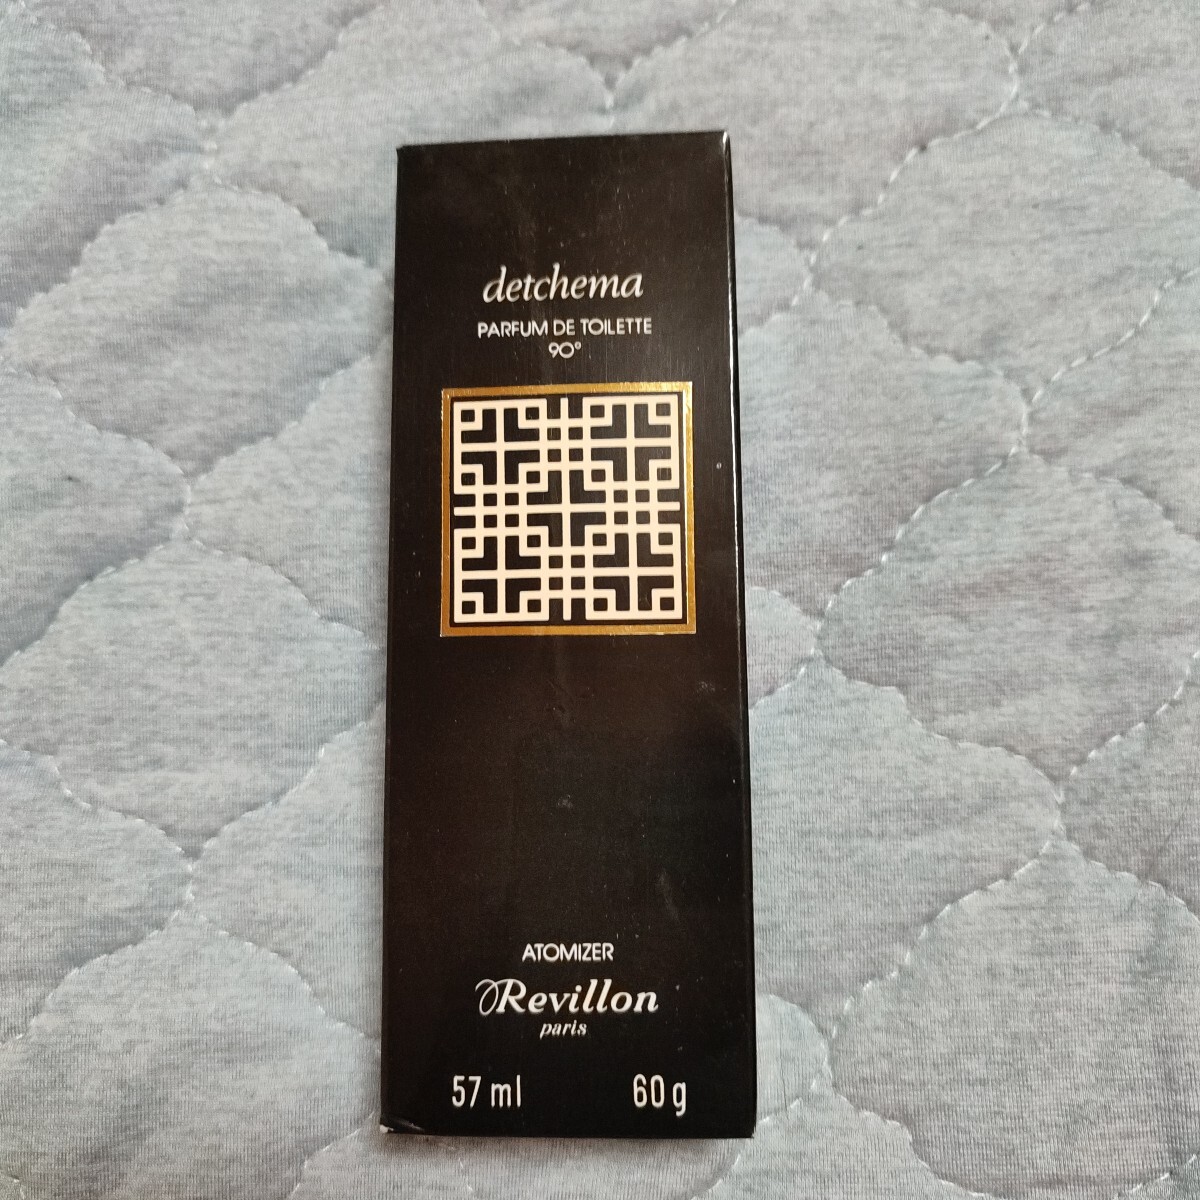 detchema
PARFUM DE TOILETTE
90°
ATOMIZER
Revillon
paris
57 ml 60 g